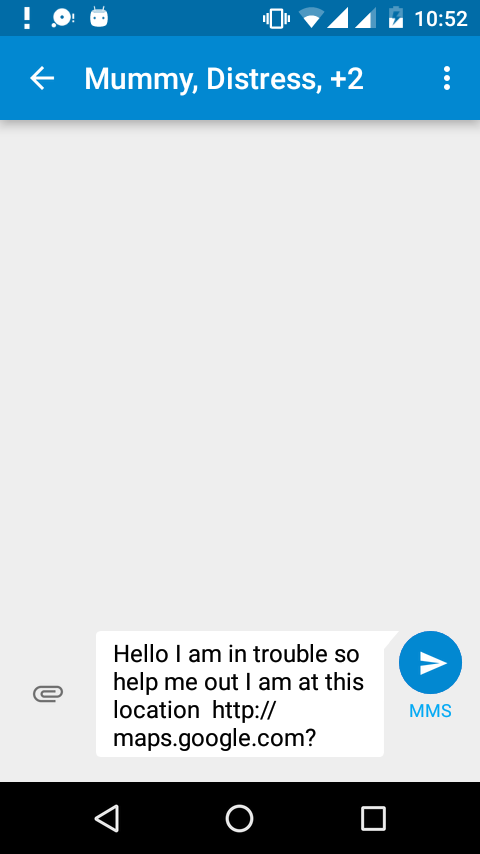 10:52
Mummy, Distress, +2
Hello I am in trouble so
help me out I am at this
location  http://
maps.google.com?
MMS